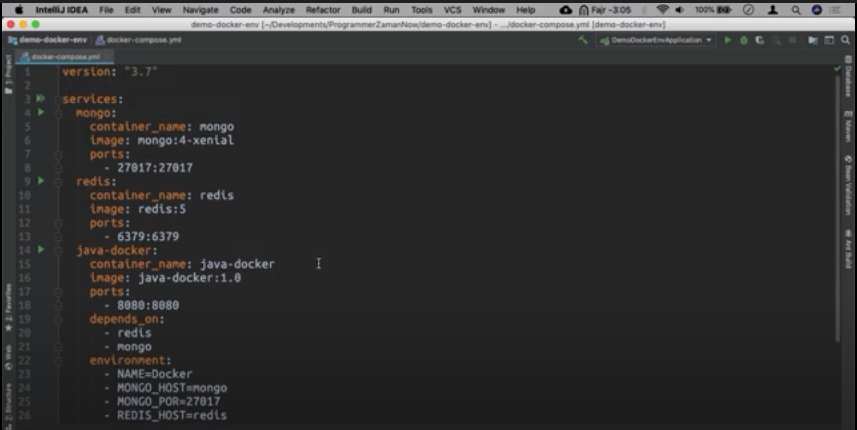 IntelliJ IDEA File Edit View Navigate Code Analyze Refactor Build Run Tools VCS Window Help Fajr -3:05 100%
demo-docker-env [~/Developments/ProgrammerZamanNow/demo-docker-env] - .../docker-compose.yml [demo-docker-env]
demo-docker-env docker-compose.yml DemoDockerEnvApplication
docker-compose.yml
1 version: "3.7"
2
3 services:
4 mongo:
5 container_name: mongo
6 image: mongo:4-xenial
7 ports:
8 - 27017:27017
9 redis:
10 container_name: redis
11 image: redis:5
12 ports:
13 - 6379:6379
14 java-docker:
15 container_name: java-docker
16 image: java-docker:1.0
17 ports:
18 - 8080:8080
19 depends_on:
20 - redis
21 - mongo
22 environment:
23 - NAME=Docker
24 - MONGO_HOST=mongo
25 - MONGO_POR=27017
26 - REDIS_HOST=redis
1: Project
2: Favorites
Web
7: Structure
Database
Maven
Bean Validation
Ant Build